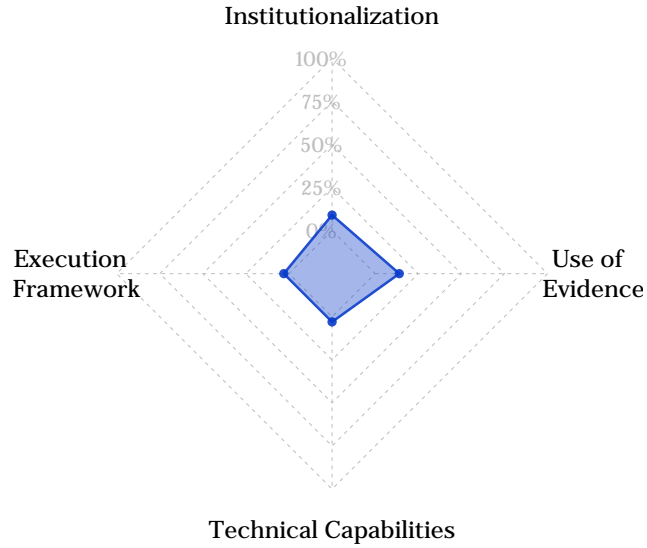 Institutionalization
100%
75%
50%
25%
0%
Execution
Framework
Use of
Evidence
Technical Capabilities